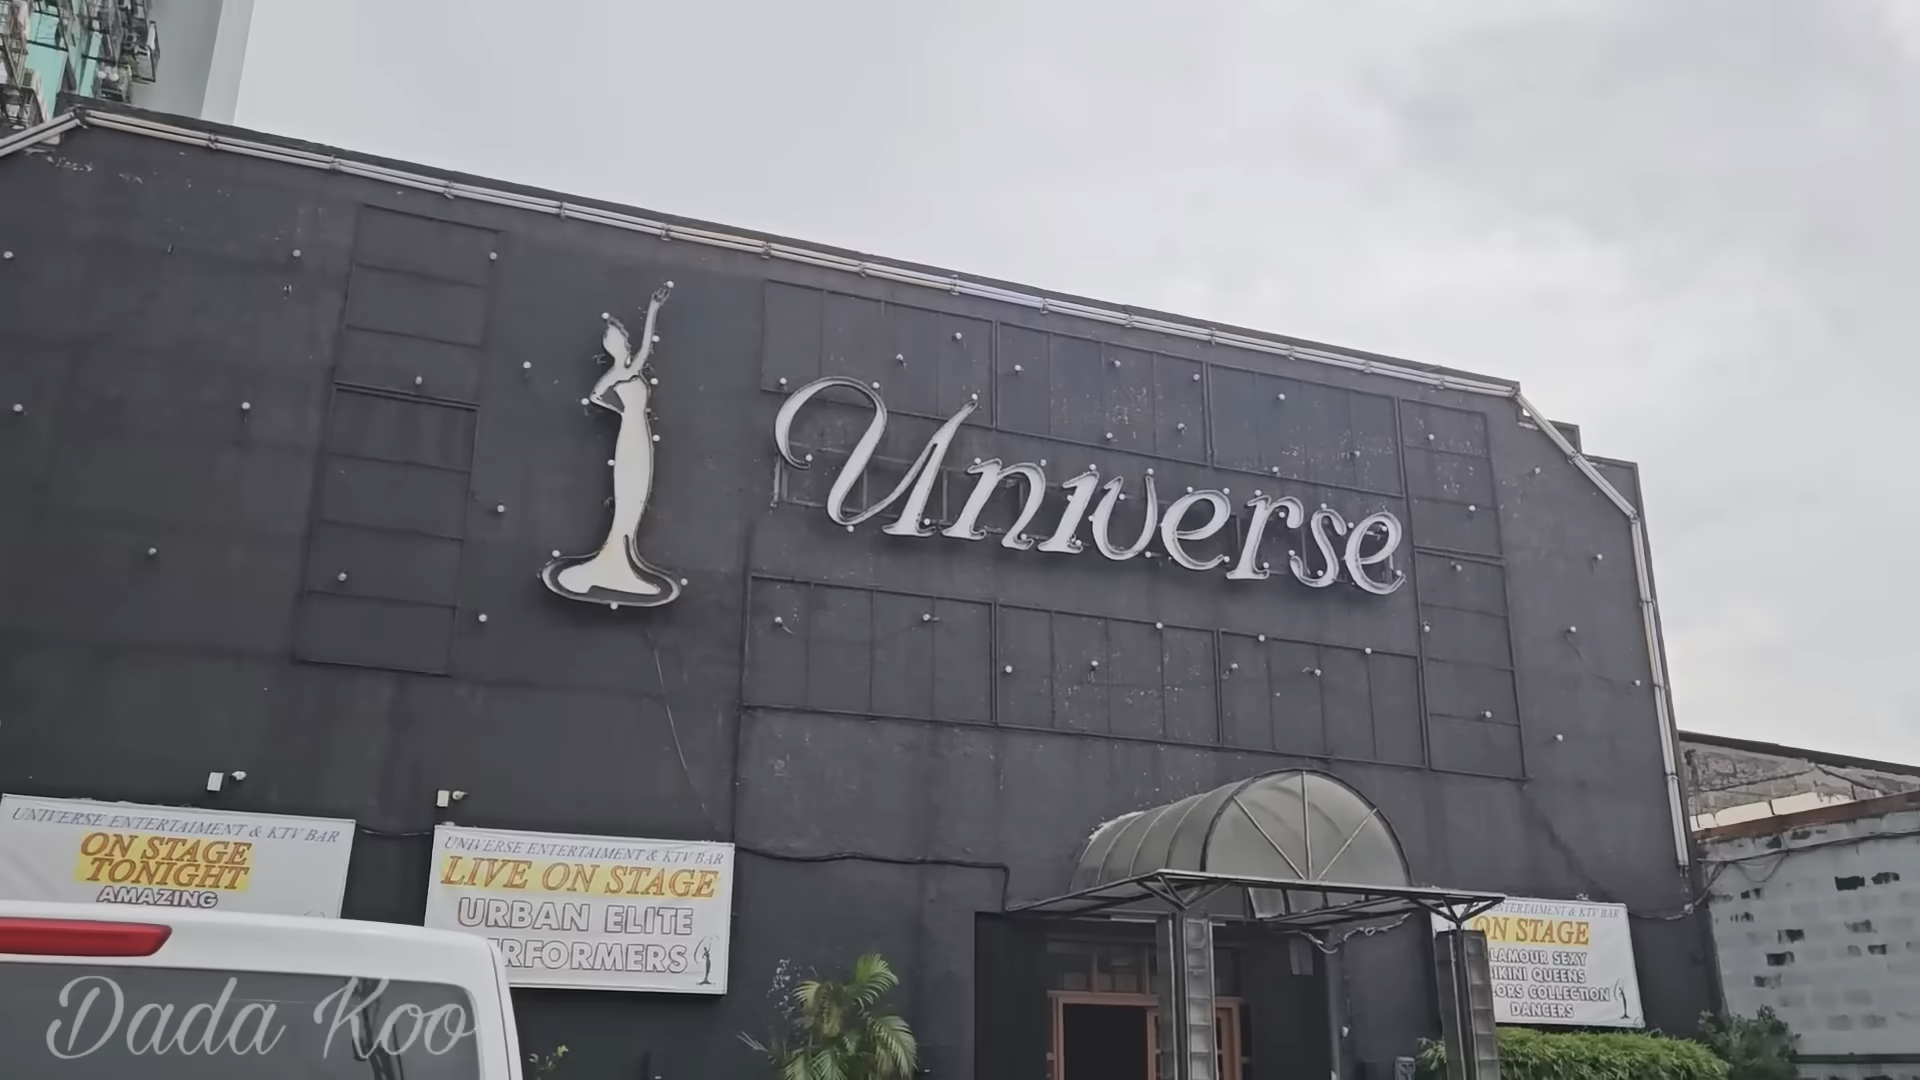 Universe
UNIVERSE ENTERTAIMENT & KTV BAR
ON STAGE
TONIGHT
AMAZING
UNIVERSE ENTERTAIMENT & KTV BAR
LIVE ON STAGE
URBAN ELITE
RFORMERS
ENTERTAIMENT & KTV BAR
ON STAGE
LAMOUR SEXY
IKINI QUEENS
LORS COLLECTION
DANCERS
Dada Koo